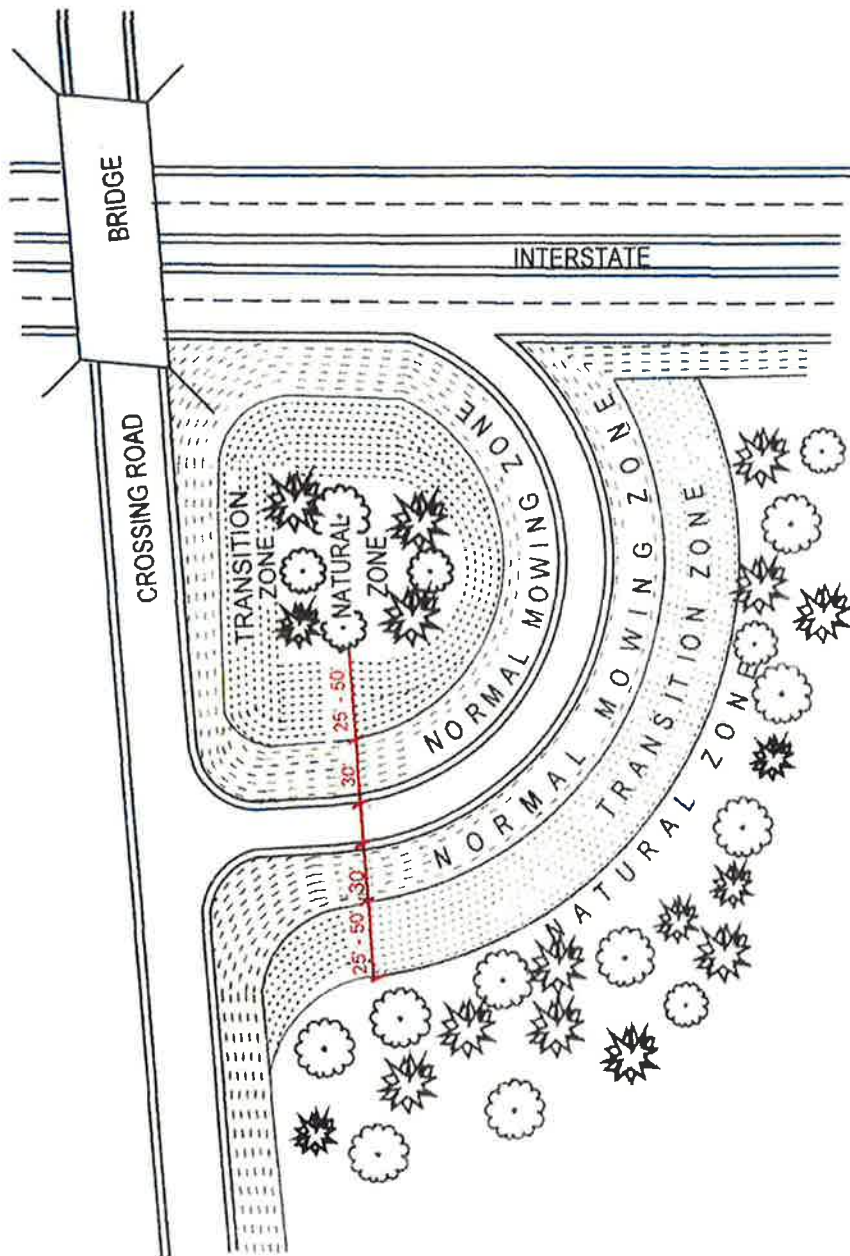 BRIDGE
INTERSTATE
CROSSING ROAD
TRANSITION
ZONE
NATURAL
ZONE
NORMAL MOWING ZONE
25' - 50'
30'
30'
25' - 50'
NORMAL MOWING ZONE
TRANSITION ZONE
NATURAL ZONE